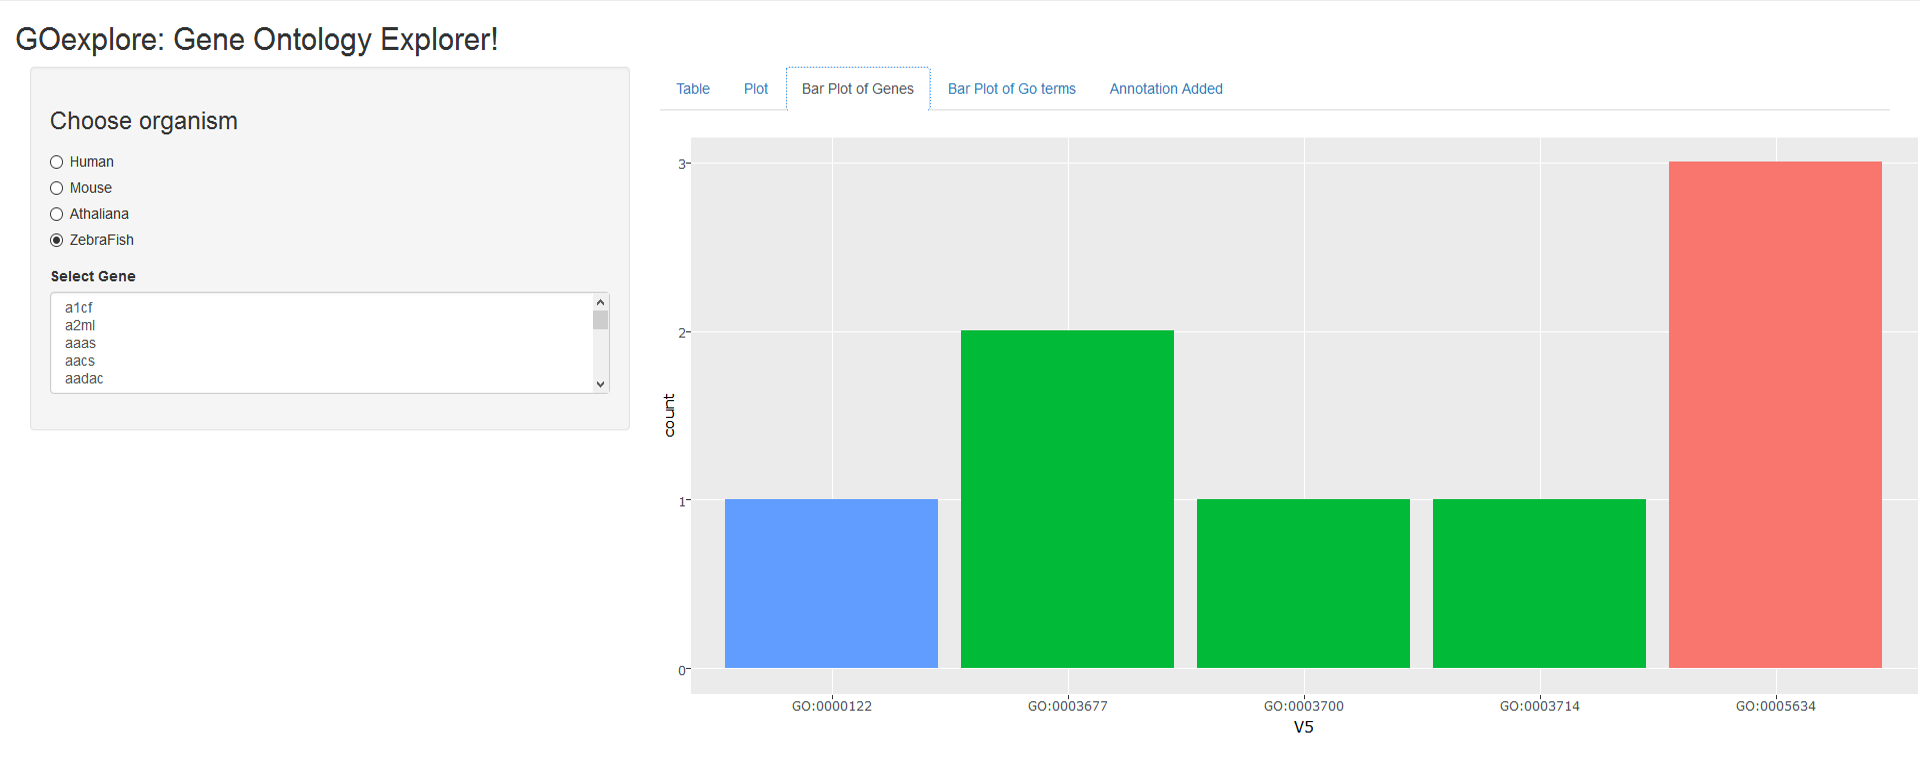 GOexplore: Gene Ontology Explorer!
Choose organism
Human
Mouse
Athaliana
ZebraFish
Select Gene
a1cf
a2ml
aaas
aacs
aadac
Table Plot Bar Plot of Genes Bar Plot of Go terms Annotation Added
3
2
1
0
count
GO:0000122 GO:0003677 GO:0003700 GO:0003714 GO:0005634
V5